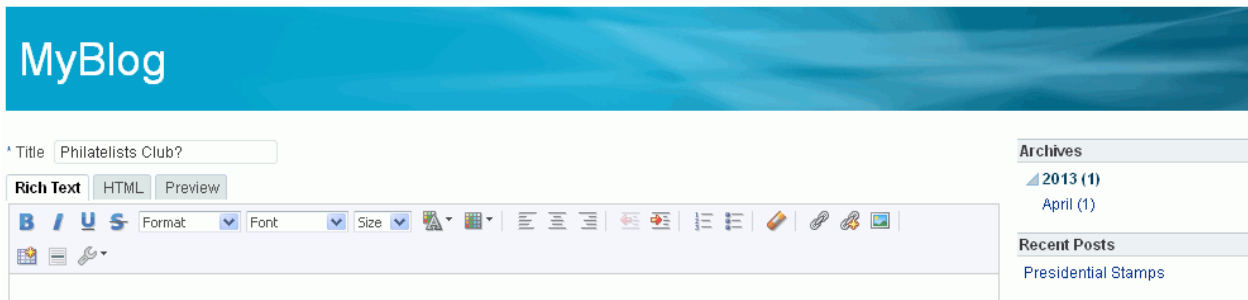 MyBlog
* Title Philatelists Club?
Rich Text HTML Preview
B I U S Format Font Size
Archives
2013 (1)
April (1)
Recent Posts
Presidential Stamps